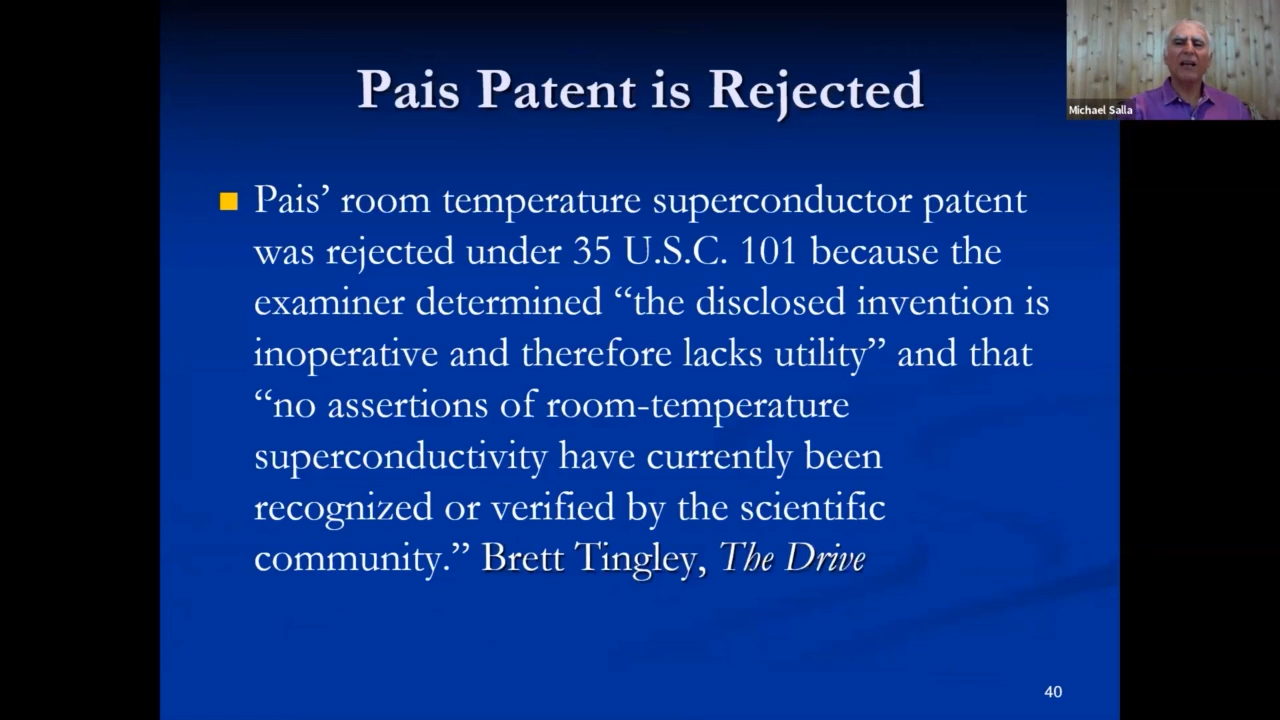 Pais Patent is Rejected
Michael Salla
Pais’ room temperature superconductor patent
was rejected under 35 U.S.C. 101 because the
examiner determined “the disclosed invention is
inoperative and therefore lacks utility” and that
“no assertions of room-temperature
superconductivity have currently been
recognized or verified by the scientific
community.” Brett Tingley, The Drive
40